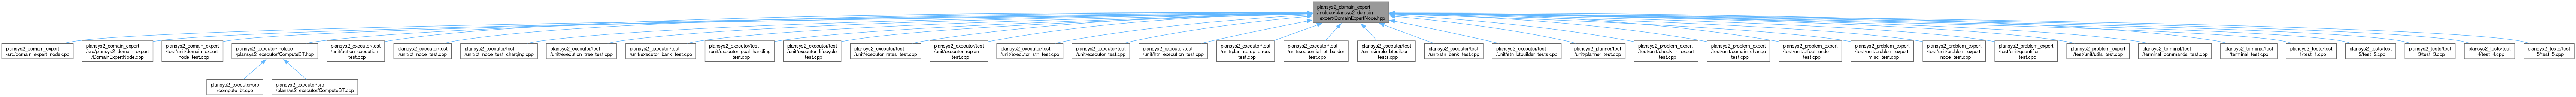 plansys2_domain_expert
/include/plansys2_domain
_expert/DomainExpertNode.hpp
plansys2_domain_expert
/src/domain_expert_node.cpp
plansys2_domain_expert
/src/plansys2_domain_expert
/DomainExpertNode.cpp
plansys2_domain_expert
/test/unit/domain_expert
_node_test.cpp
plansys2_executor/include
/plansys2_executor/ComputeBT.hpp
plansys2_executor/test
/unit/action_execution
_test.cpp
plansys2_executor/test
/unit/bt_node_test.cpp
plansys2_executor/test
/unit/bt_node_test_charging.cpp
plansys2_executor/test
/unit/execution_tree_test.cpp
plansys2_executor/test
/unit/executor_bank_test.cpp
plansys2_executor/test
/unit/executor_goal_handling
_test.cpp
plansys2_executor/test
/unit/executor_lifecycle
_test.cpp
plansys2_executor/test
/unit/executor_rates_test.cpp
plansys2_executor/test
/unit/executor_replan
_test.cpp
plansys2_executor/test
/unit/executor_stn_test.cpp
plansys2_executor/test
/unit/executor_test.cpp
plansys2_executor/test
/unit/htn_execution_test.cpp
plansys2_executor/test
/unit/plan_setup_errors
_test.cpp
plansys2_executor/test
/unit/sequential_bt_builder
_test.cpp
plansys2_executor/test
/unit/simple_btbuilder
_tests.cpp
plansys2_executor/test
/unit/stn_bank_test.cpp
plansys2_executor/test
/unit/stn_btbuilder_tests.cpp
plansys2_planner/test
/unit/planner_test.cpp
plansys2_problem_expert
/test/unit/check_in_expert
_test.cpp
plansys2_problem_expert
/test/unit/domain_change
_test.cpp
plansys2_problem_expert
/test/unit/effect_undo
_test.cpp
plansys2_problem_expert
/test/unit/problem_expert
_misc_test.cpp
plansys2_problem_expert
/test/unit/problem_expert
_node_test.cpp
plansys2_problem_expert
/test/unit/quantifier
_test.cpp
plansys2_problem_expert
/test/unit/utils_test.cpp
plansys2_terminal/test
/terminal_commands_test.cpp
plansys2_terminal/test
/terminal_test.cpp
plansys2_tests/test
_1/test_1.cpp
plansys2_tests/test
_2/test_2.cpp
plansys2_tests/test
_3/test_3.cpp
plansys2_tests/test
_4/test_4.cpp
plansys2_tests/test
_5/test_5.cpp
plansys2_executor/src
/compute_bt.cpp
plansys2_executor/src
/plansys2_executor/ComputeBT.cpp